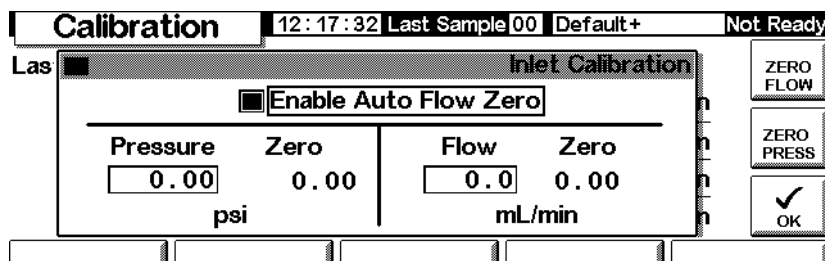 Calibration 12:17:32 Last Sample 00 Default+ Not Ready
Las Inlet Calibration
ZERO FLOW
Enable Auto Flow Zero
Pressure Zero Flow Zero
ZERO PRESS
0.00 0.00 0.0 0.00
psi mL/min
OK